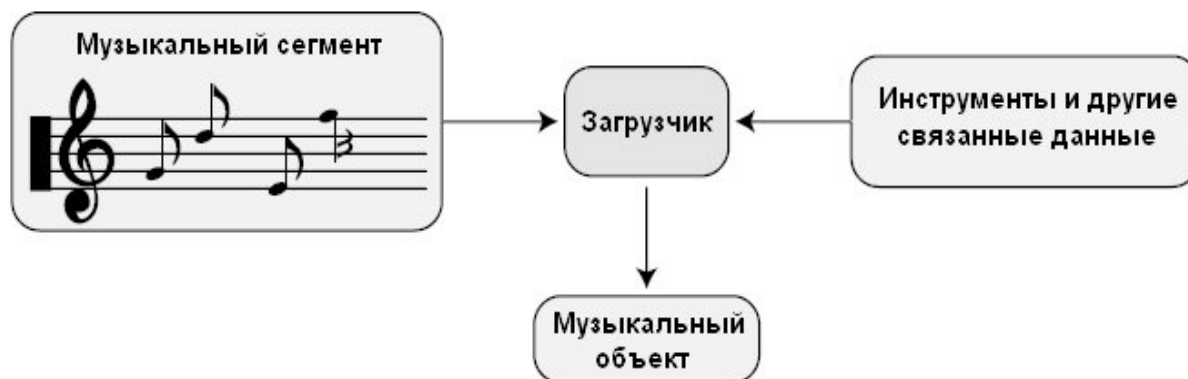 Музыкальный сегмент
Загрузчик
Инструменты и другие
связанные данные
Музыкальный
объект